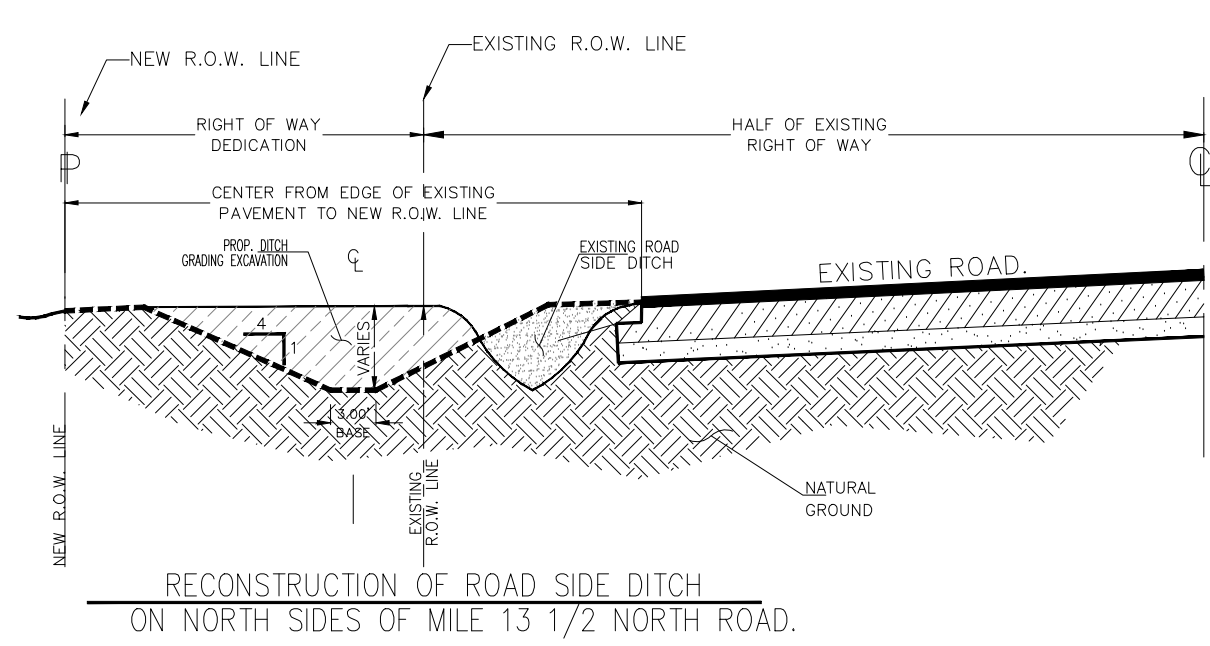 NEW R.O.W. LINE
EXISTING R.O.W. LINE
RIGHT OF WAY
DEDICATION
HALF OF EXISTING
RIGHT OF WAY
P
CL
CENTER FROM EDGE OF EXISTING
PAVEMENT TO NEW R.O.W. LINE
PROP. DITCH
GRADING EXCAVATION
CL
EXISTING ROAD
SIDE DITCH
EXISTING ROAD.
4
1
VARIES
3.00'
BASE
NEW R.O.W. LINE
EXISTING
R.O.W. LINE
NATURAL
GROUND
RECONSTRUCTION OF ROAD SIDE DITCH
ON NORTH SIDES OF MILE 13 1/2 NORTH ROAD.